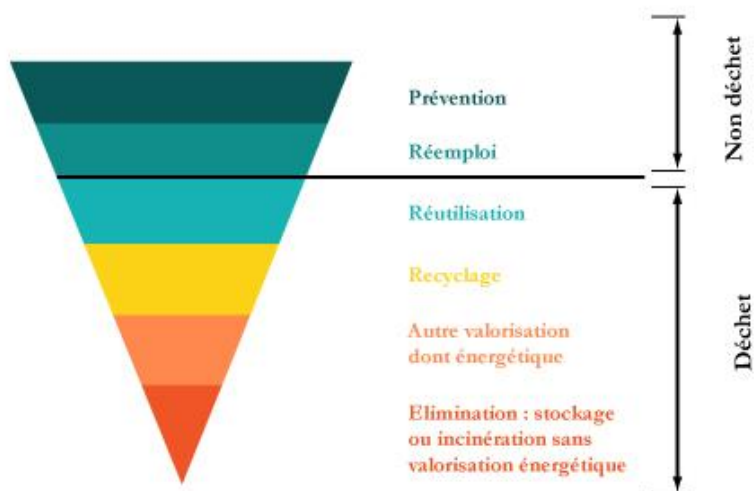 Prévention
Réemploi
Réutilisation
Recyclage
Autre valorisation
dont énergétique
Elimination : stockage
ou incinération sans
valorisation énergétique
Non déchet
Déchet